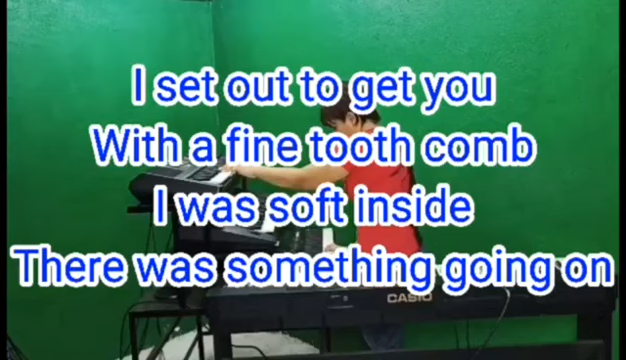 I set out to get you
With a fine tooth comb
I was soft inside
There was something going on
CASIO